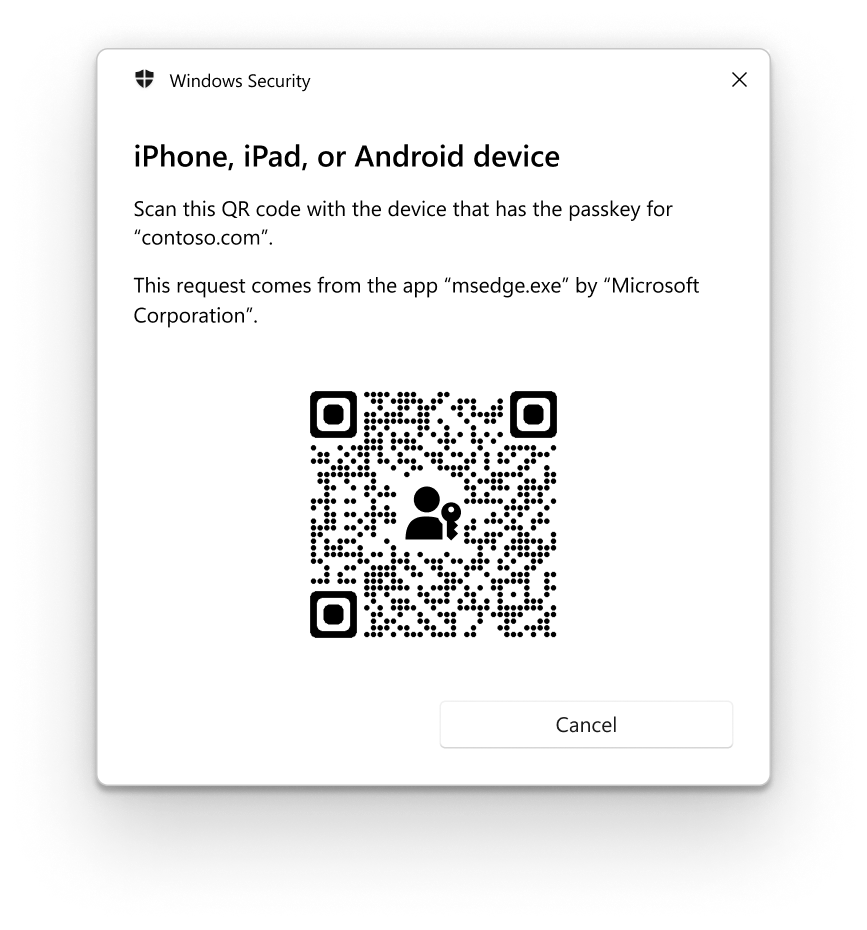 Windows Security
iPhone, iPad, or Android device
Scan this QR code with the device that has the passkey for
“contoso.com”.
This request comes from the app “msedge.exe” by “Microsoft
Corporation”.
Cancel